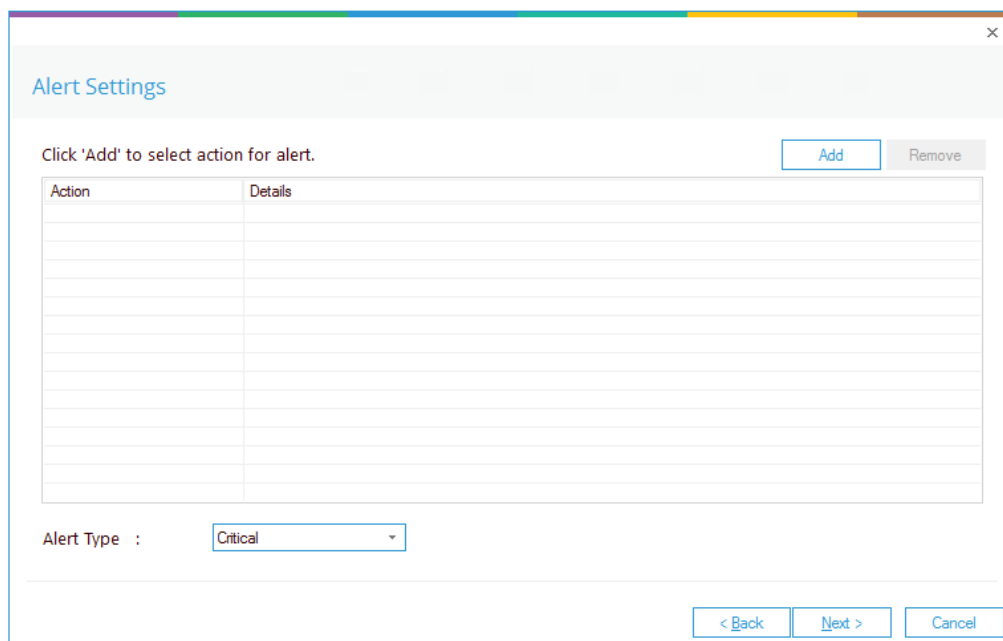 Alert Settings
Click 'Add' to select action for alert.
Add
Remove
Action
Details
Alert Type :
Critical
< Back
Next >
Cancel